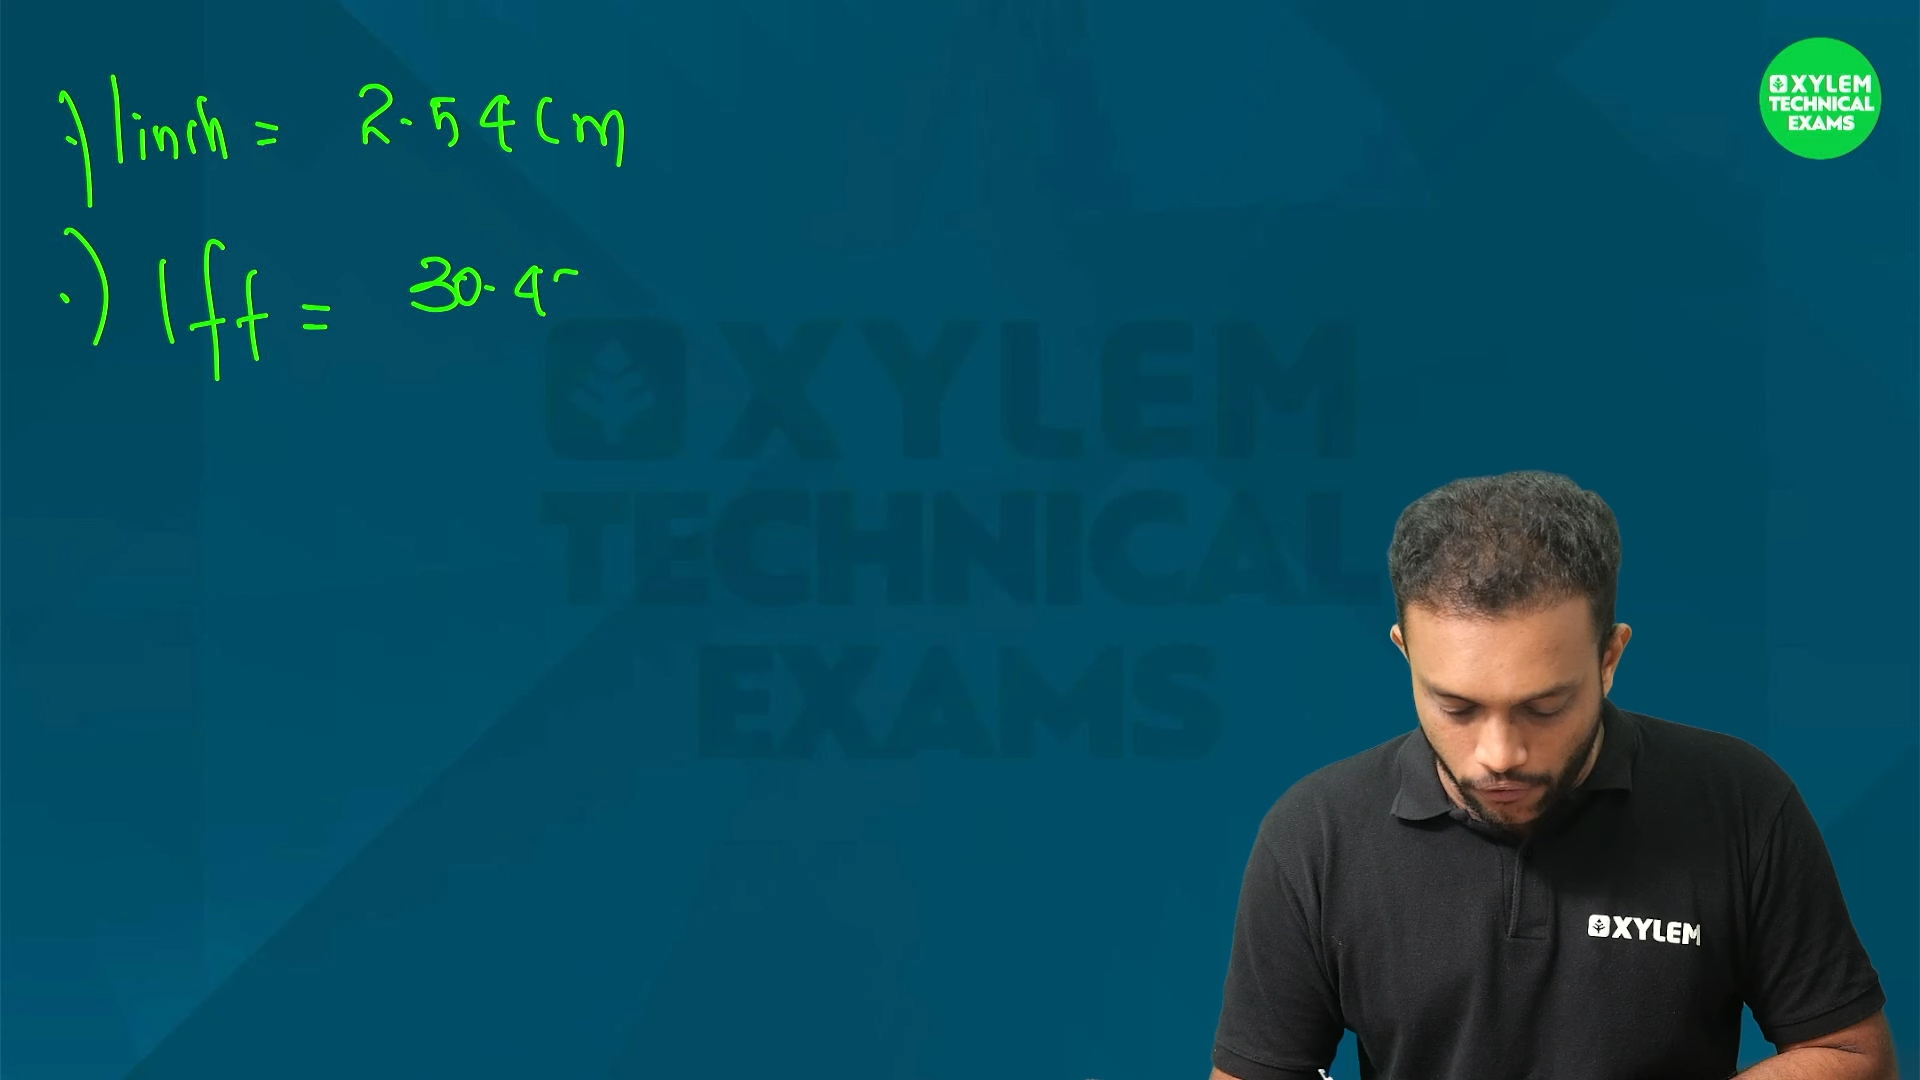 ·) 1 inch = 2.54 cm
·) 1 ft = 30.4
XYLEM
TECHNICAL
EXAMS
XYLEM
TECHNICAL
EXAMS
XYLEM